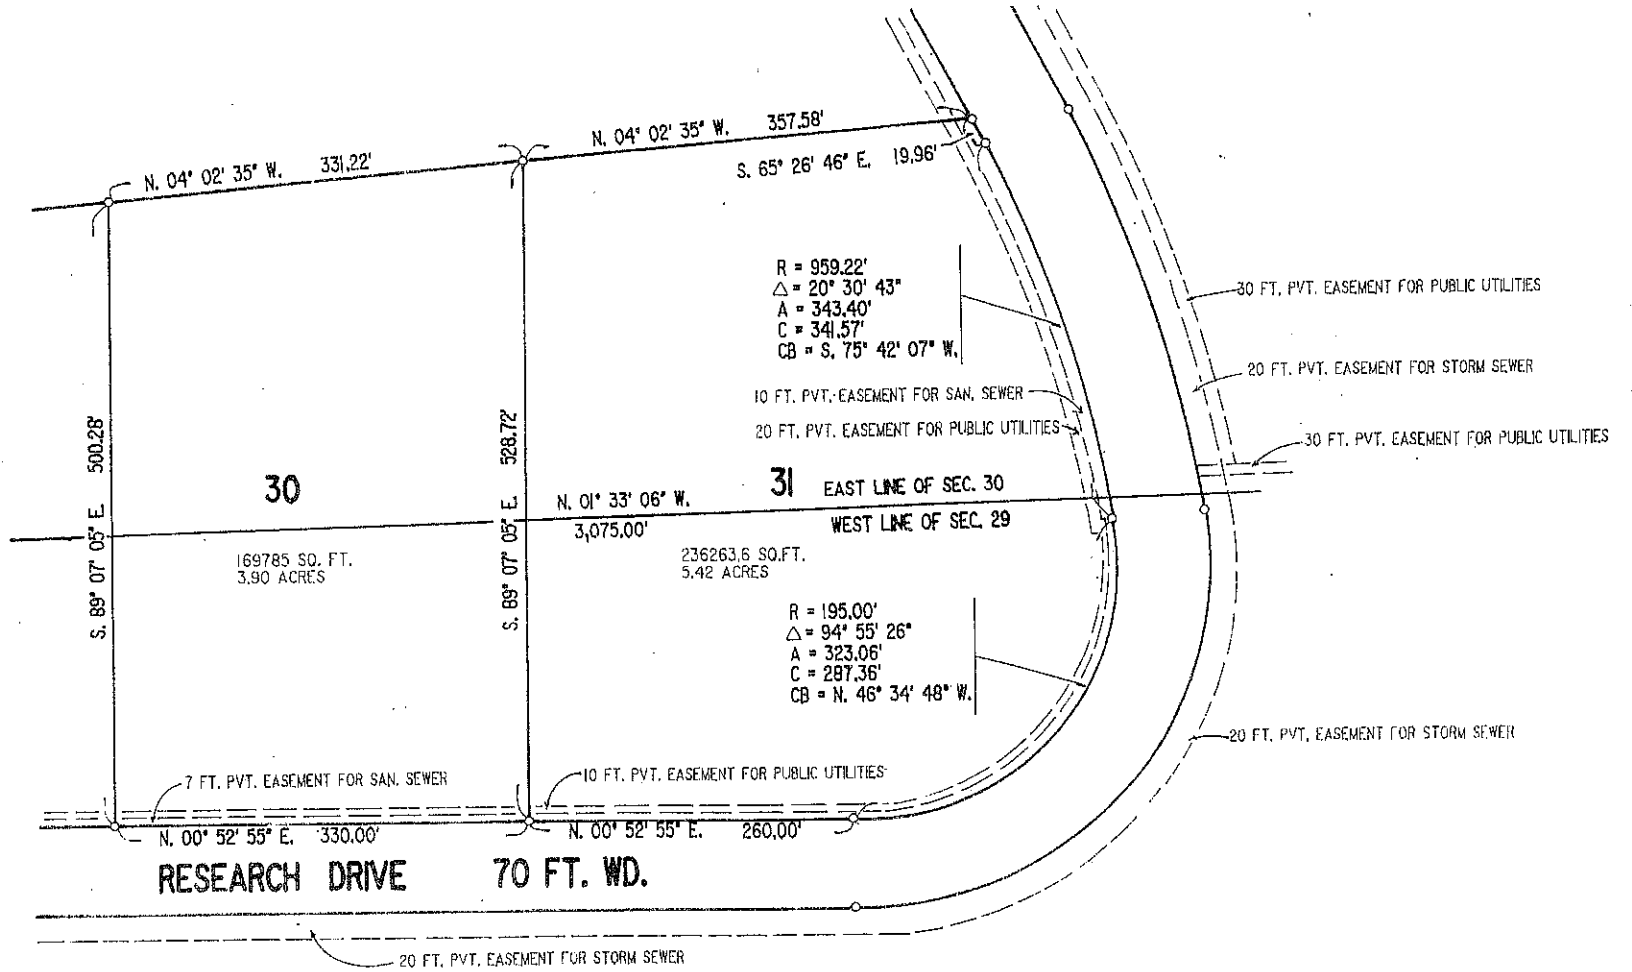 N. 04° 02' 35" W. 331.22'
N. 04° 02' 35" W. 357.58'
S. 65° 26' 46" E. 19.96'
R = 959.22'
△ = 20° 30' 43"
A = 343.40'
C = 341.57'
CB = S. 75° 42' 07" W.
30 FT. PVT. EASEMENT FOR PUBLIC UTILITIES
20 FT. PVT. EASEMENT FOR STORM SEWER
10 FT. PVT. EASEMENT FOR SAN. SEWER
20 FT. PVT. EASEMENT FOR PUBLIC UTILITIES
30 FT. PVT. EASEMENT FOR PUBLIC UTILITIES
S. 89° 07' 05" E. 500.28'
S. 89° 07' 05" E. 528.72'
30
31
EAST LINE OF SEC. 30
N. 01° 33' 06" W.
3,075.00'
WEST LINE OF SEC. 29
169785 SQ. FT.
3.90 ACRES
236263.6 SQ.FT.
5.42 ACRES
R = 195.00'
△ = 94° 55' 26"
A = 323.06'
C = 287.36'
CB = N. 46° 34' 48" W.
20 FT. PVT. EASEMENT FOR STORM SEWER
7 FT. PVT. EASEMENT FOR SAN. SEWER
10 FT. PVT. EASEMENT FOR PUBLIC UTILITIES
N. 00° 52' 55" E. 330.00'
N. 00° 52' 55" E. 260.00'
RESEARCH DRIVE 70 FT. WD.
20 FT. PVT. EASEMENT FOR STORM SEWER